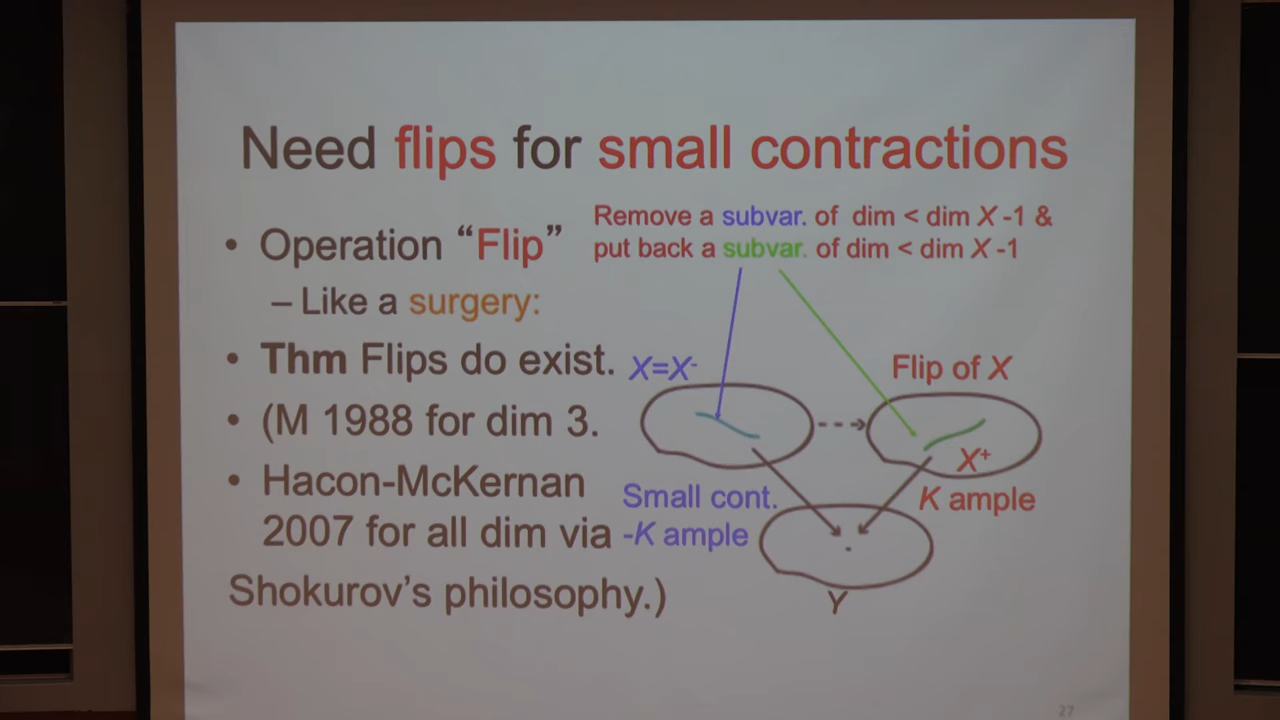 Need flips for small contractions
Remove a subvar. of dim < dim X -1 &
put back a subvar. of dim < dim X -1
• Operation “Flip”
– Like a surgery:
• Thm Flips do exist.
• (M 1988 for dim 3.
• Hacon-McKernan
2007 for all dim via
Shokurov’s philosophy.)
X=X⁻
Flip of X
X⁺
Small cont.
-K ample
K ample
Y
27